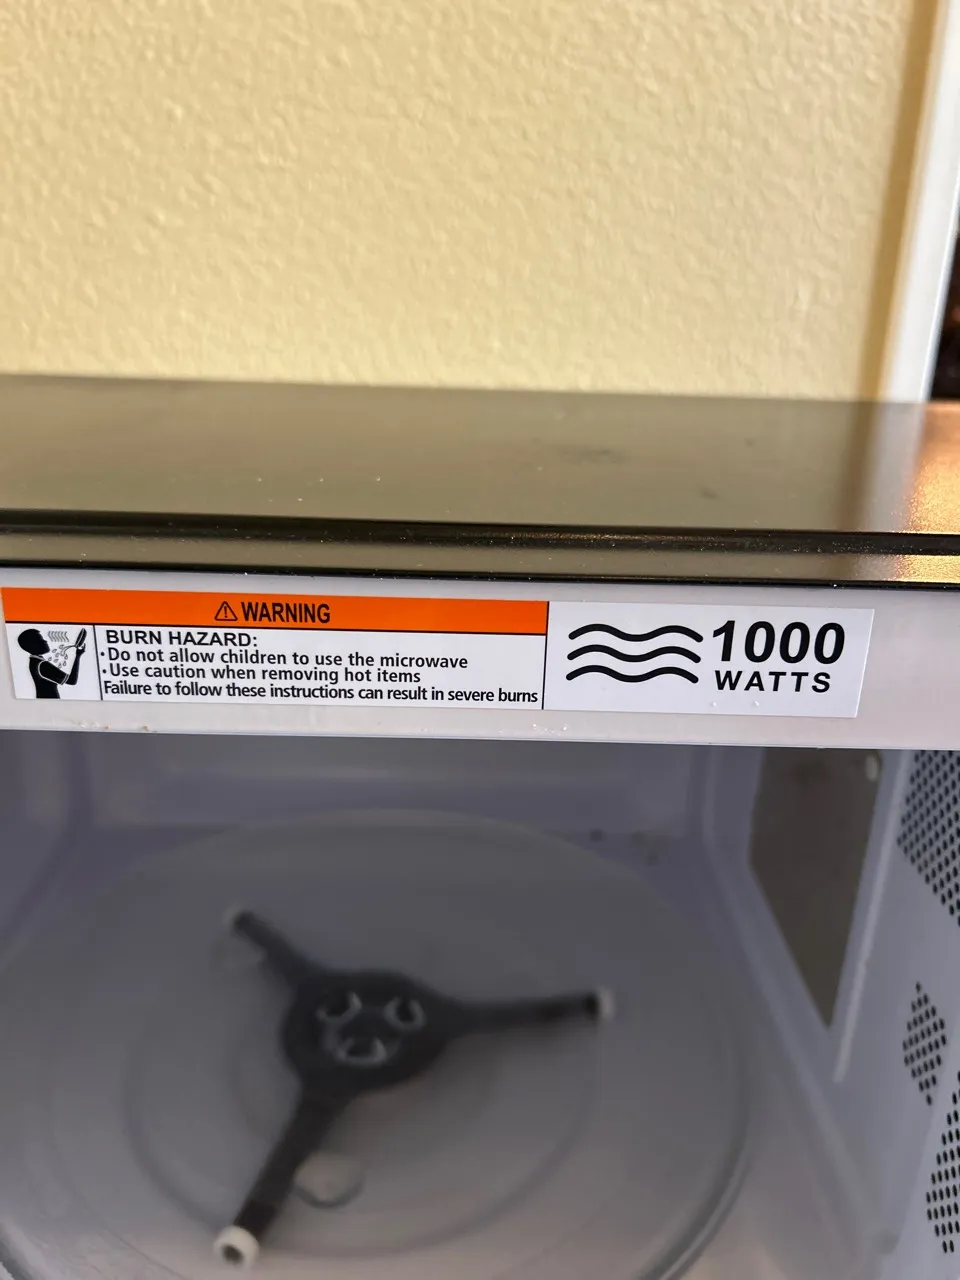 ⚠ WARNING
BURN HAZARD:
•Do not allow children to use the microwave
•Use caution when removing hot items
Failure to follow these instructions can result in severe burns
1000
WATTS